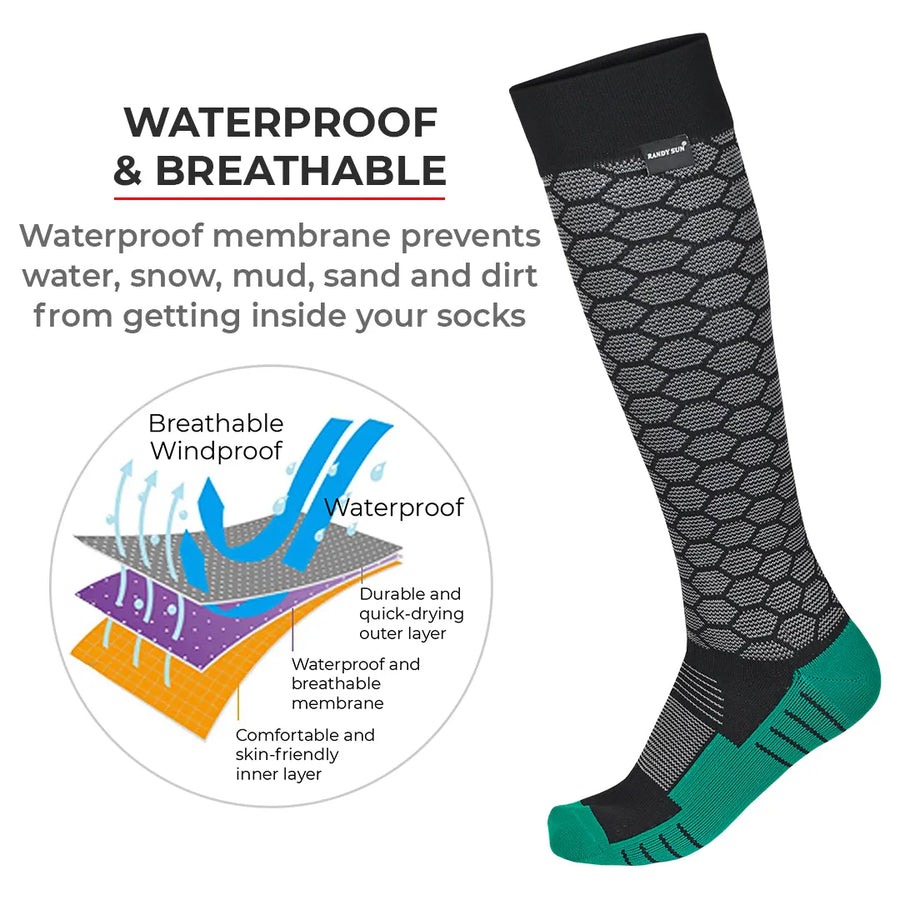 WATERPROOF
& BREATHABLE
Waterproof membrane prevents
water, snow, mud, sand and dirt
from getting inside your socks
RANDY SUN
Breathable
Windproof
Waterproof
Durable and
quick-drying
outer layer
Waterproof and
breathable
membrane
Comfortable and
skin-friendly
inner layer